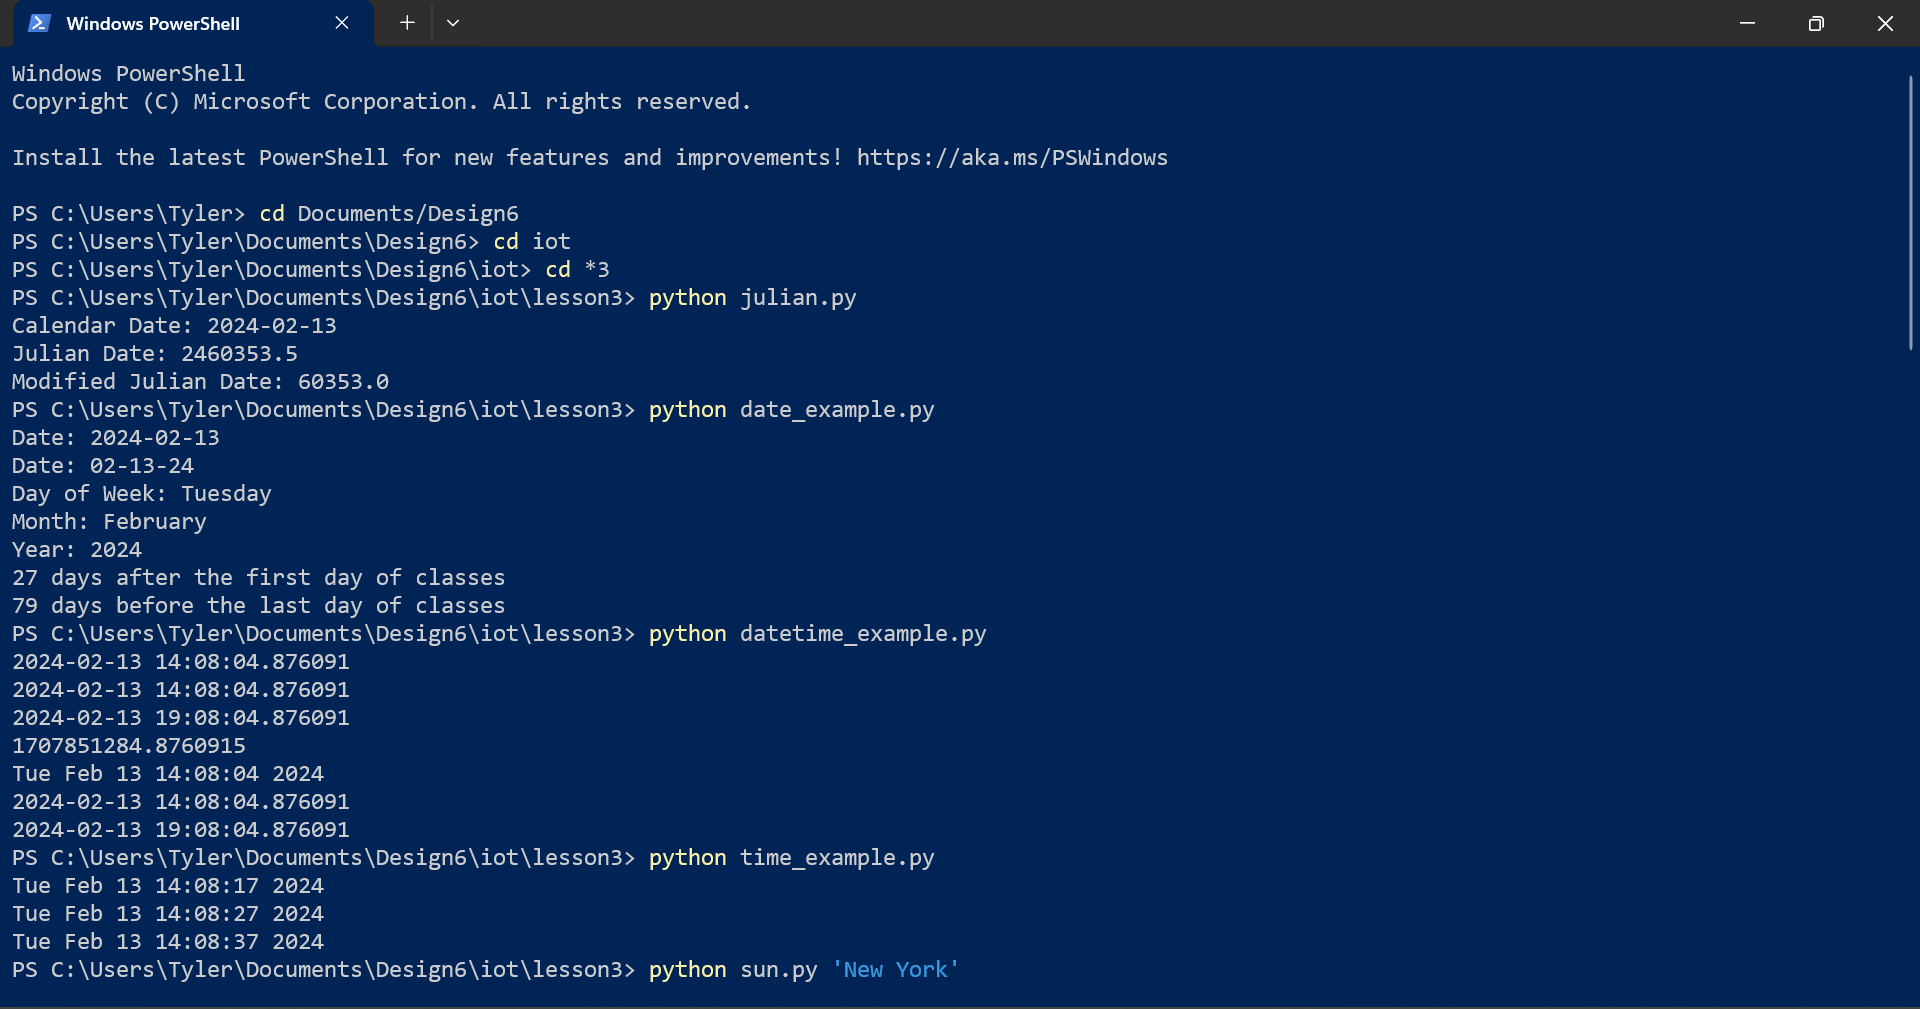 Windows PowerShell
Windows PowerShell
Copyright (C) Microsoft Corporation. All rights reserved.
Install the latest PowerShell for new features and improvements! https://aka.ms/PSWindows
PS C:\Users\Tyler> cd Documents/Design6
PS C:\Users\Tyler\Documents\Design6> cd iot
PS C:\Users\Tyler\Documents\Design6\iot> cd *3
PS C:\Users\Tyler\Documents\Design6\iot\lesson3> python julian.py
Calendar Date: 2024-02-13
Julian Date: 2460353.5
Modified Julian Date: 60353.0
PS C:\Users\Tyler\Documents\Design6\iot\lesson3> python date_example.py
Date: 2024-02-13
Date: 02-13-24
Day of Week: Tuesday
Month: February
Year: 2024
27 days after the first day of classes
79 days before the last day of classes
PS C:\Users\Tyler\Documents\Design6\iot\lesson3> python datetime_example.py
2024-02-13 14:08:04.876091
2024-02-13 14:08:04.876091
2024-02-13 19:08:04.876091
1707851284.8760915
Tue Feb 13 14:08:04 2024
2024-02-13 14:08:04.876091
2024-02-13 19:08:04.876091
PS C:\Users\Tyler\Documents\Design6\iot\lesson3> python time_example.py
Tue Feb 13 14:08:17 2024
Tue Feb 13 14:08:27 2024
Tue Feb 13 14:08:37 2024
PS C:\Users\Tyler\Documents\Design6\iot\lesson3> python sun.py 'New York'